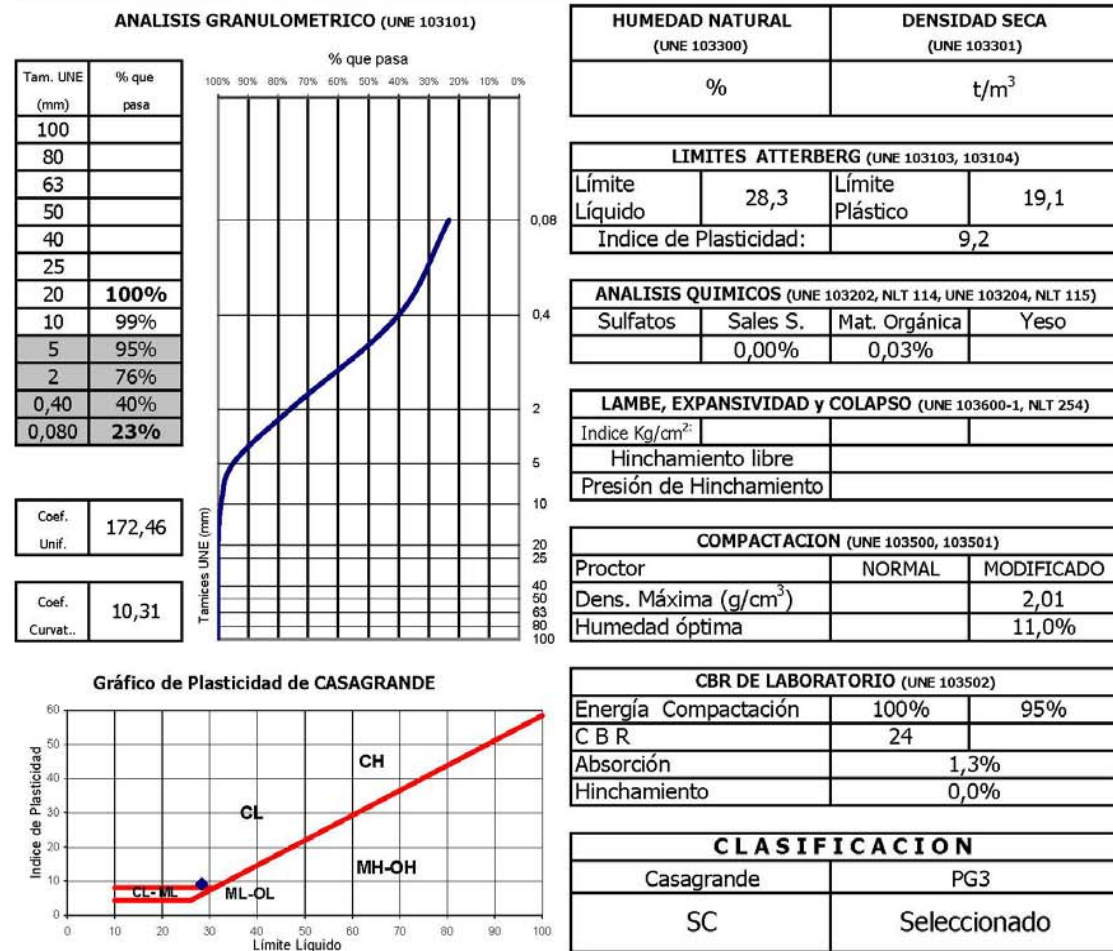 ANALISIS GRANULOMETRICO (UNE 103101)
Tam. UNE (mm) % que pasa
100
80
63
50
40
25
20 100%
10 99%
5 95%
2 76%
0,40 40%
0,080 23%
Coef. Unif. 172,46
Coef. Curvat.. 10,31
% que pasa
100% 90% 80% 70% 60% 50% 40% 30% 20% 10% 0%
0,08
0,4
2
5
10
20
25
40
50
63
80
100
Tamices UNE (mm)
Gráfico de Plasticidad de CASAGRANDE
Indice de Plasticidad
60
50
40
30
20
10
0
CH
CL
MH-OH
CL-ML
ML-OL
0 10 20 30 40 50 60 70 80 90 100
Límite Líquido
HUMEDAD NATURAL (UNE 103300)
%
DENSIDAD SECA (UNE 103301)
t/m³
LIMITES ATTERBERG (UNE 103103, 103104)
Límite Líquido 28,3 Límite Plástico 19,1
Indice de Plasticidad: 9,2
ANALISIS QUIMICOS (UNE 103202, NLT 114, UNE 103204, NLT 115)
Sulfatos Sales S. Mat. Orgánica Yeso
0,00% 0,03%
LAMBE, EXPANSIVIDAD y COLAPSO (UNE 103600-1, NLT 254)
Indice Kg/cm²:
Hinchamiento libre
Presión de Hinchamiento
COMPACTACION (UNE 103500, 103501)
Proctor NORMAL MODIFICADO
Dens. Máxima (g/cm³) 2,01
Humedad óptima 11,0%
CBR DE LABORATORIO (UNE 103502)
Energía Compactación 100% 95%
C B R 24
Absorción 1,3%
Hinchamiento 0,0%
CLASIFICACION
Casagrande PG3
SC Seleccionado